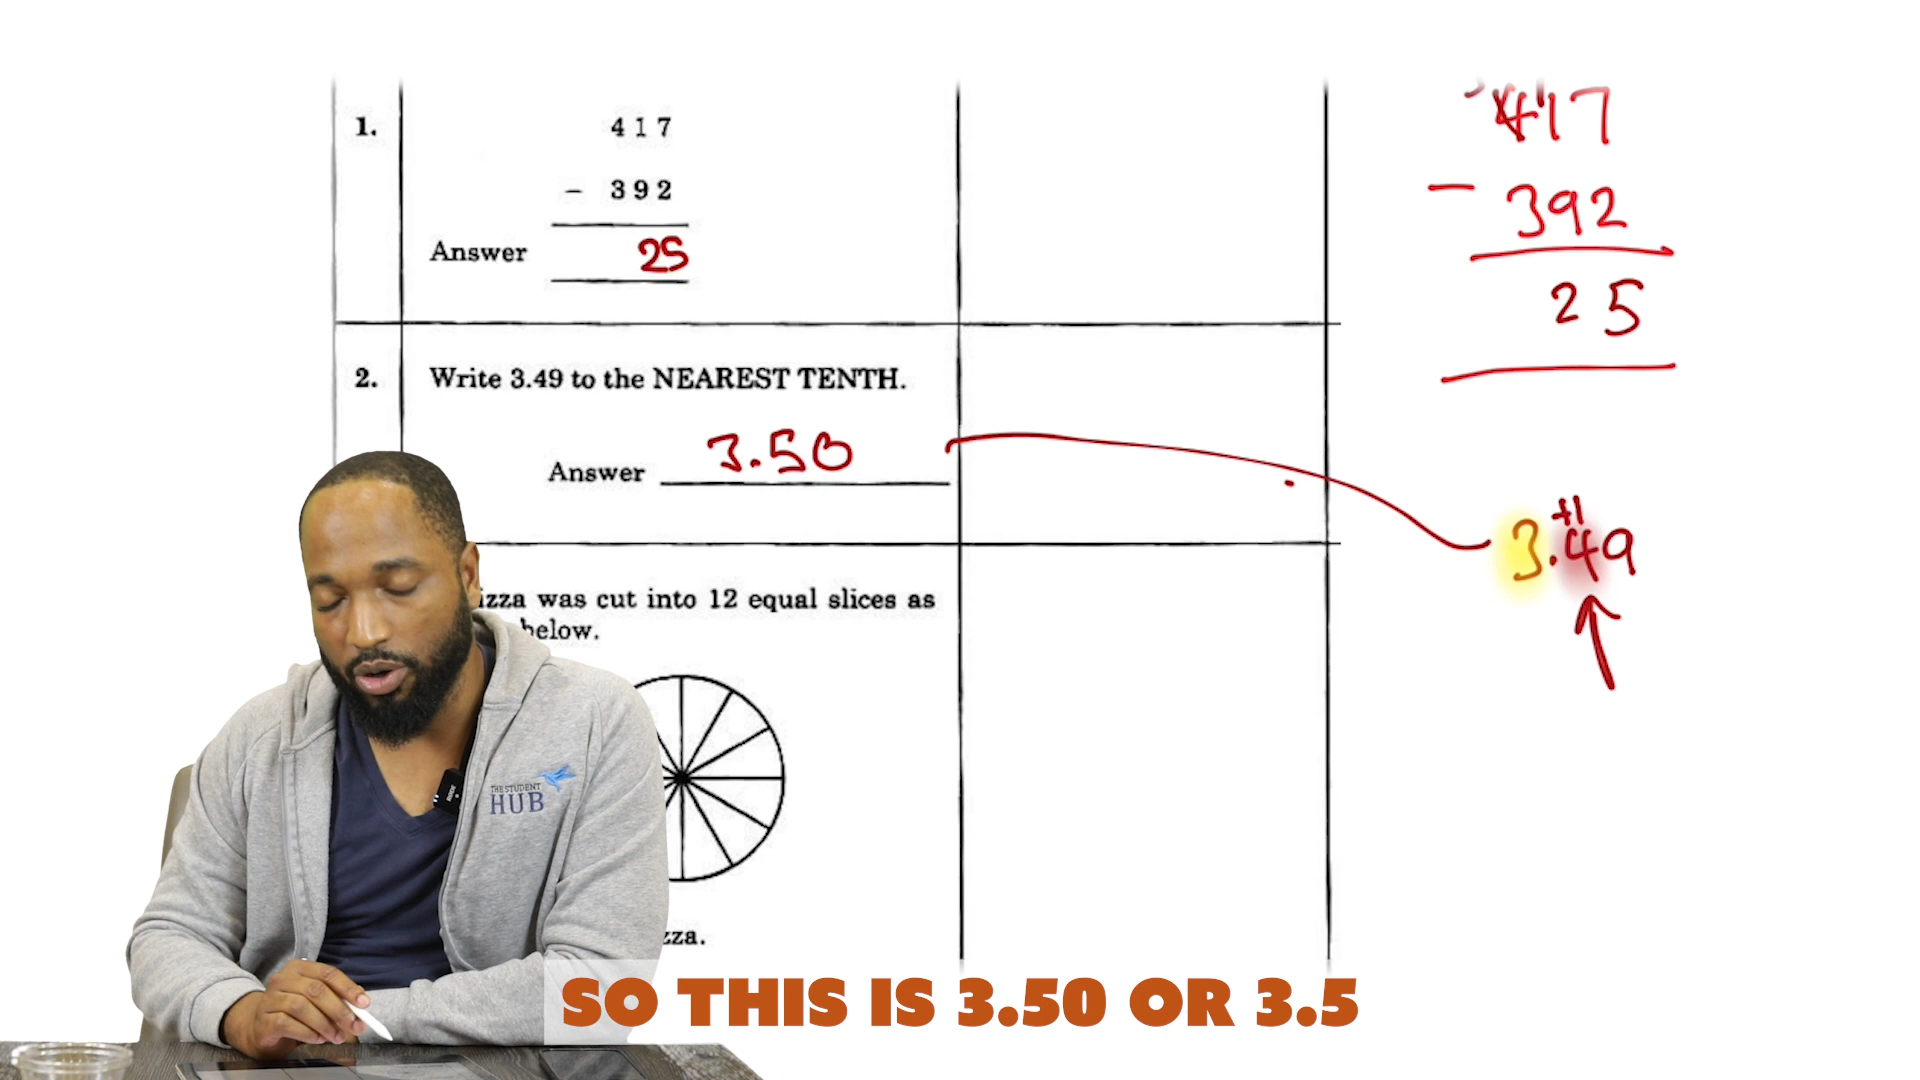 1.
417
- 392
Answer 25
2. Write 3.49 to the NEAREST TENTH.
Answer 3.50
izza was cut into 12 equal slices as
below.
zza.
417
- 392
25
+1
3.49
THE STUDENT
HUB
SO THIS IS 3.50 OR 3.5